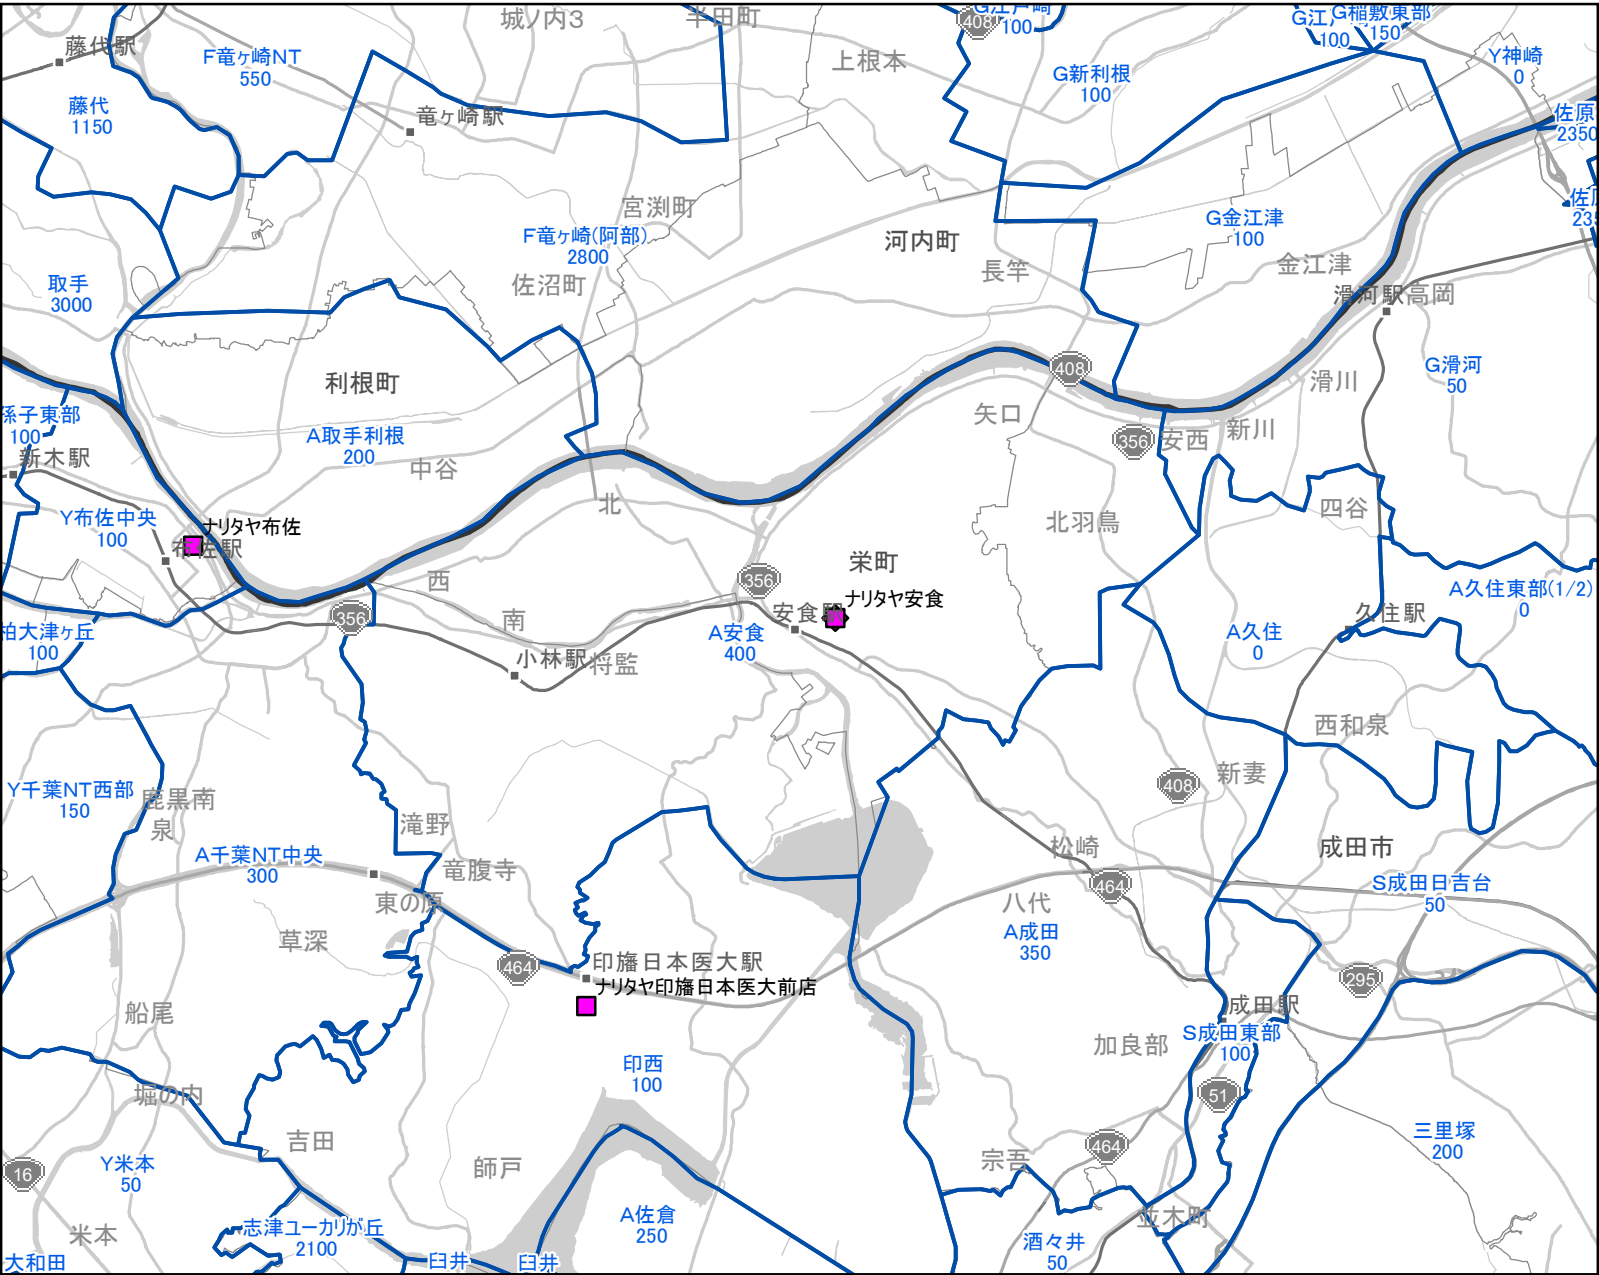 城ノ内3
半田町
G江戸崎
100
408
G江
100
G稲敷東部
150
藤代駅
F竜ヶ崎NT
550
上根本
G新利根
100
Y神崎
0
藤代
1150
竜ヶ崎駅
佐原
2350
宮渕町
F竜ヶ崎(阿部)
2800
河内町
G金江津
100
佐
235
取手
3000
佐沼町
長竿
金江津
滑河駅
高岡
利根町
408
滑川
G滑河
50
孫子東部
100
A取手利根
200
中谷
矢口
356
安西
新川
新木駅
北
四谷
Y布佐中央
100
ナリタヤ布佐
布佐駅
北羽鳥
栄町
西
356
ナリタヤ安食
A久住東部(1/2)
0
356
南
安食駅
久住駅
柏大津ヶ丘
100
A安食
400
A久住
0
小林駅
将監
西和泉
Y千葉NT西部
150
鹿黒南
泉
408
新妻
滝野
松崎
成田市
A千葉NT中央
300
竜腹寺
464
S成田日吉台
50
東の原
八代
草深
A成田
350
464
印旛日本医大駅
295
ナリタヤ印旛日本医大前店
船尾
成田駅
S成田東部
100
加良部
印西
100
堀の内
51
吉田
464
三里塚
200
16
Y米本
50
師戸
宗吾
米本
志津ユーカリが丘
2100
A佐倉
250
並木町
酒々井
50
大和田
臼井
臼井